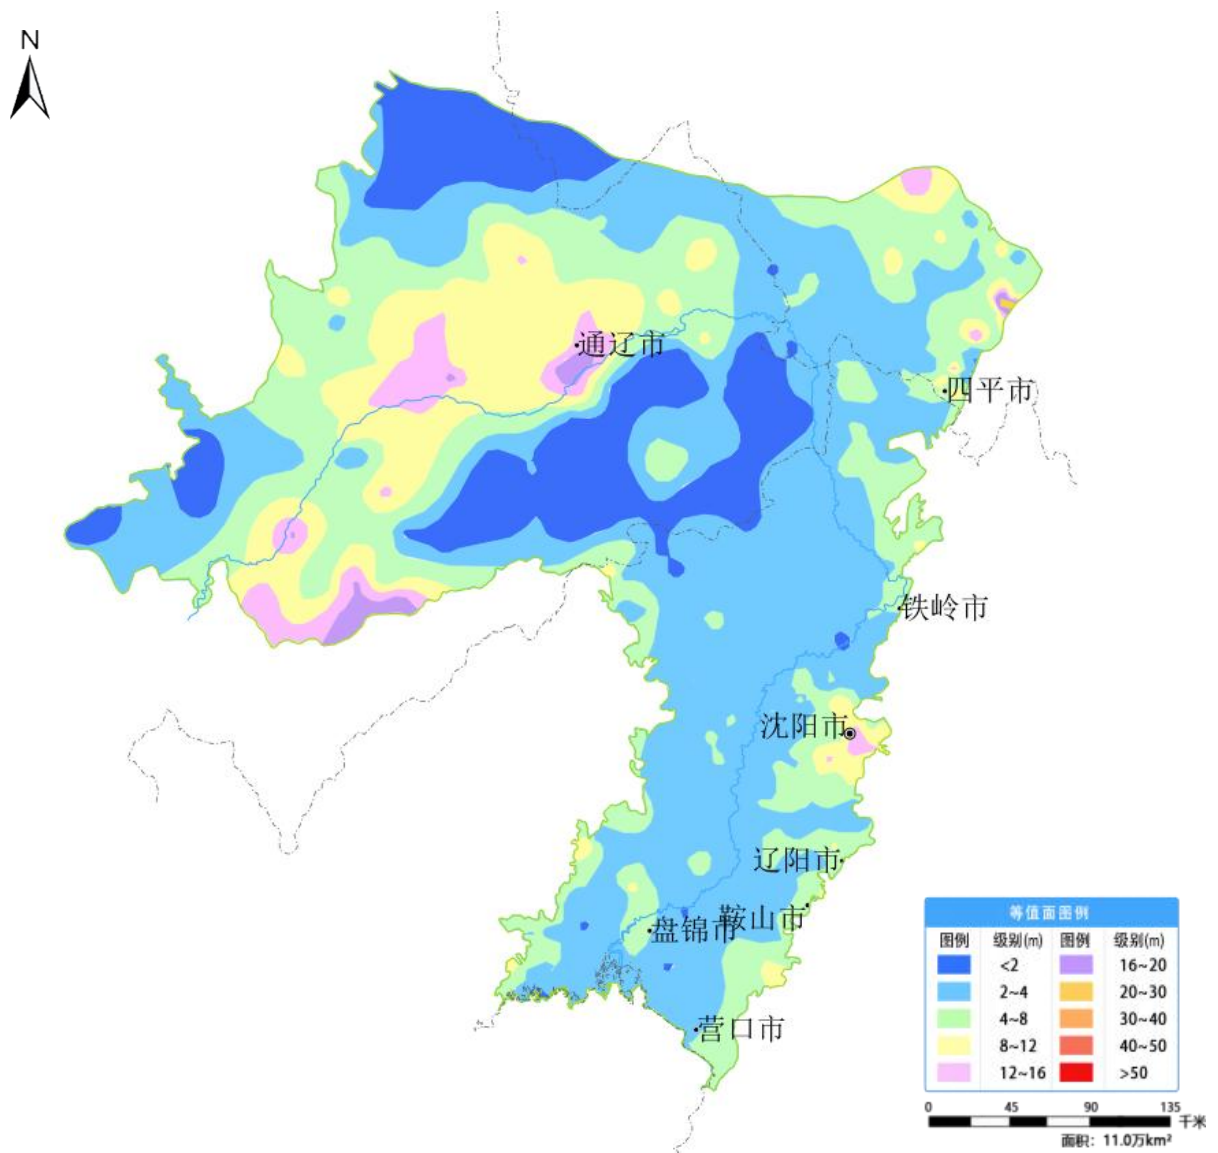 N
通辽市
四平市
铁岭市
沈阳市
辽阳市
鞍山市
盘锦市
营口市
等值面图例
图例 级别(m) 图例 级别(m)
<2 16~20
2~4 20~30
4~8 30~40
8~12 40~50
12~16 >50
0 45 90 135
千米
面积：11.0万km²